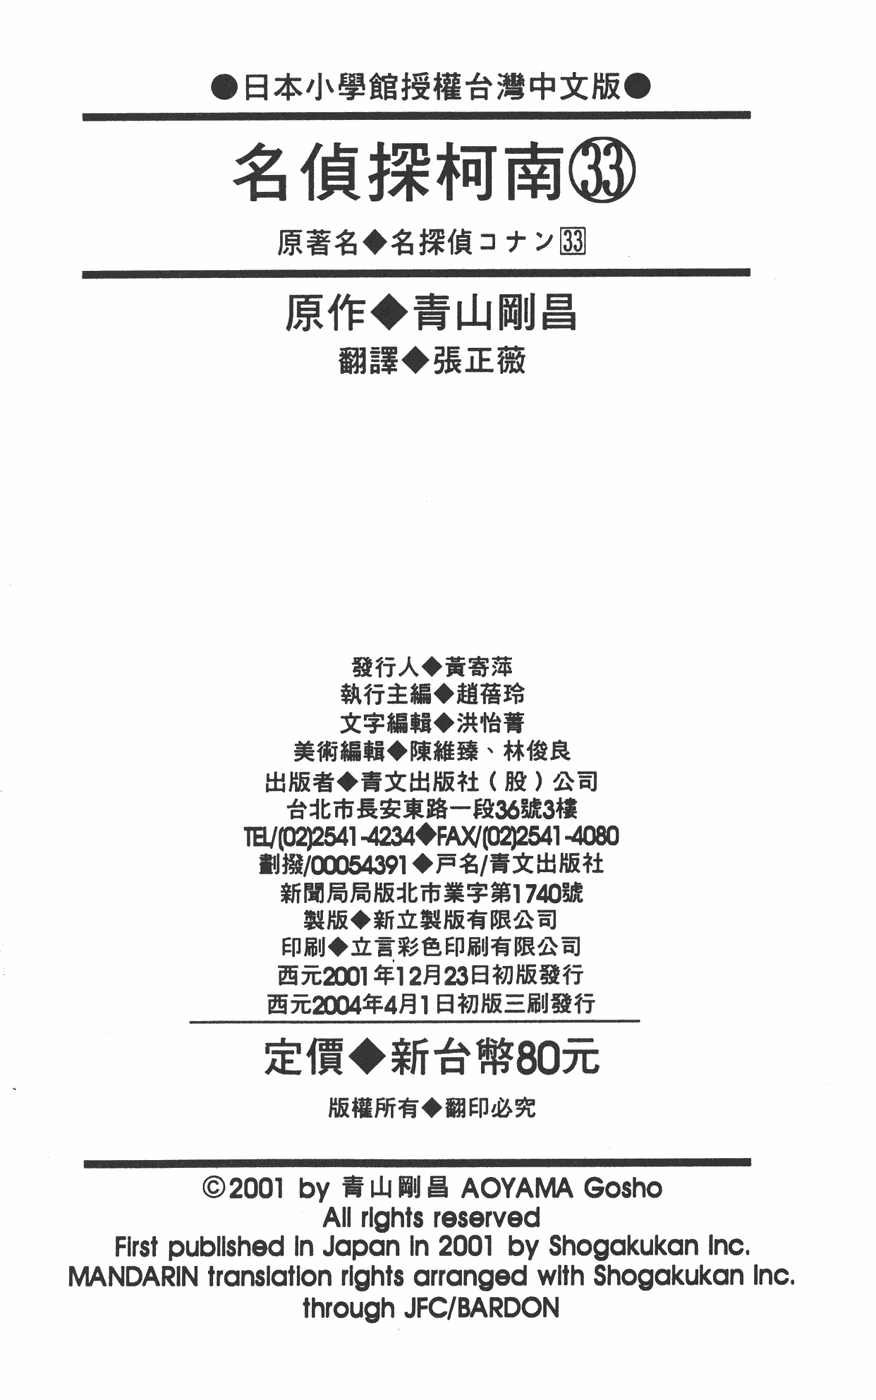 ●日本小學館授權台灣中文版●
名偵探柯南㉝
原著名◆名探偵コナン33
原作◆青山剛昌
翻譯◆張正薇
發行人◆黃寄萍
執行主編◆趙蓓玲
文字編輯◆洪怡菁
美術編輯◆陳維臻、林俊良
出版者◆青文出版社（股）公司
台北市長安東路一段36號3樓
TEL/(02)2541-4234◆FAX/(02)2541-4080
劃撥/00054391◆戶名/青文出版社
新聞局局版北市業字第1740號
製版◆新立製版有限公司
印刷◆立言彩色印刷有限公司
西元2001年12月23日初版發行
西元2004年4月1日初版三刷發行
定價◆新台幣80元
版權所有◆翻印必究
©2001 by 青山剛昌 AOYAMA Gosho
All rights reserved
First published in Japan in 2001 by Shogakukan Inc.
MANDARIN translation rights arranged with Shogakukan Inc.
through JFC/BARDON